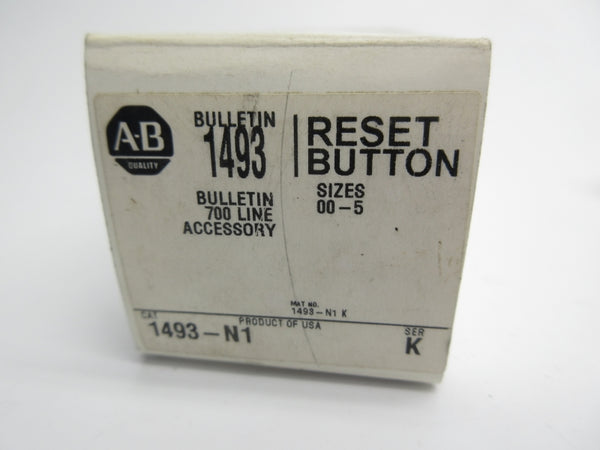 A-B
QUALITY
BULLETIN
1493
RESET
BUTTON
SIZES
00-5
BULLETIN
700 LINE
ACCESSORY
MAT NO.
1493-N1 K
PRODUCT OF USA
CAT
1493-N1
SER
K